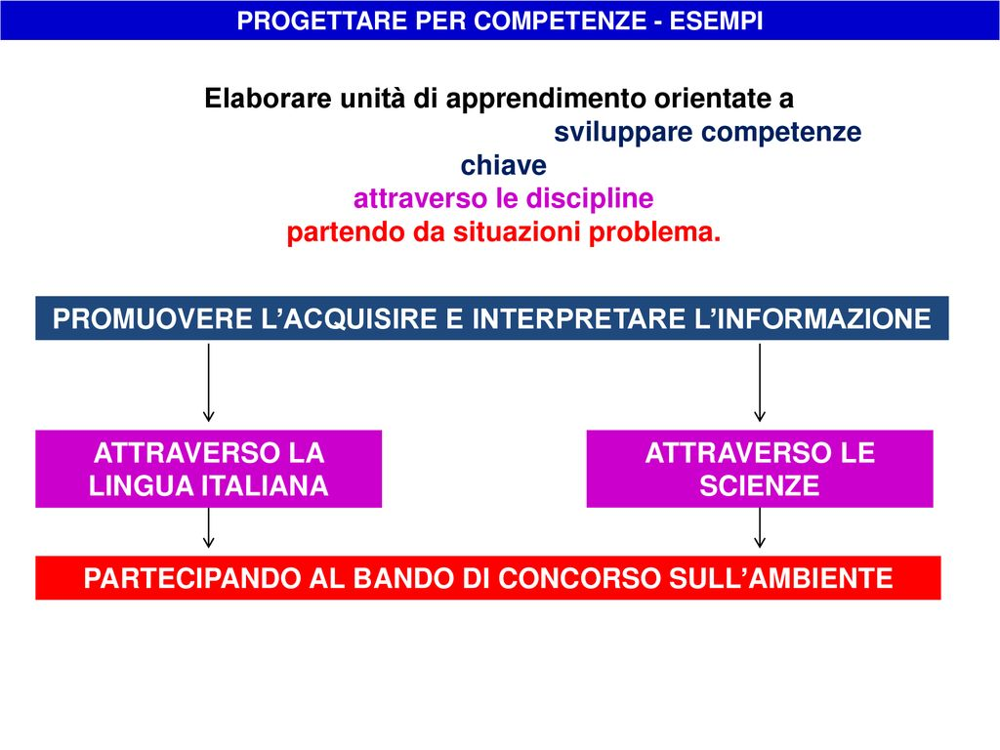 PROGETTARE PER COMPETENZE - ESEMPI
Elaborare unità di apprendimento orientate a
sviluppare competenze
chiave
attraverso le discipline
partendo da situazioni problema.
PROMUOVERE L’ACQUISIRE E INTERPRETARE L’INFORMAZIONE
ATTRAVERSO LA
LINGUA ITALIANA
ATTRAVERSO LE
SCIENZE
PARTECIPANDO AL BANDO DI CONCORSO SULL’AMBIENTE